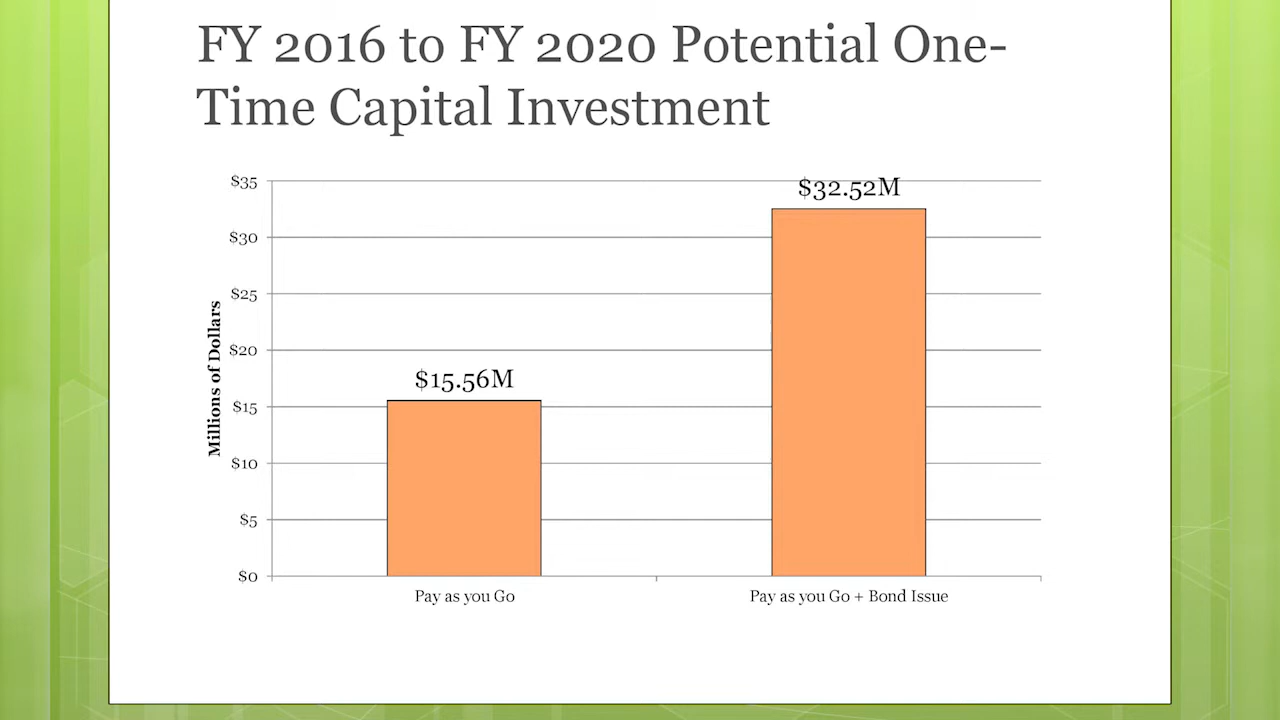 FY 2016 to FY 2020 Potential One-
Time Capital Investment
$35
$32.52M
$30
$25
$20
$15.56M
$15
$10
$5
$0
Millions of Dollars
Pay as you Go
Pay as you Go + Bond Issue